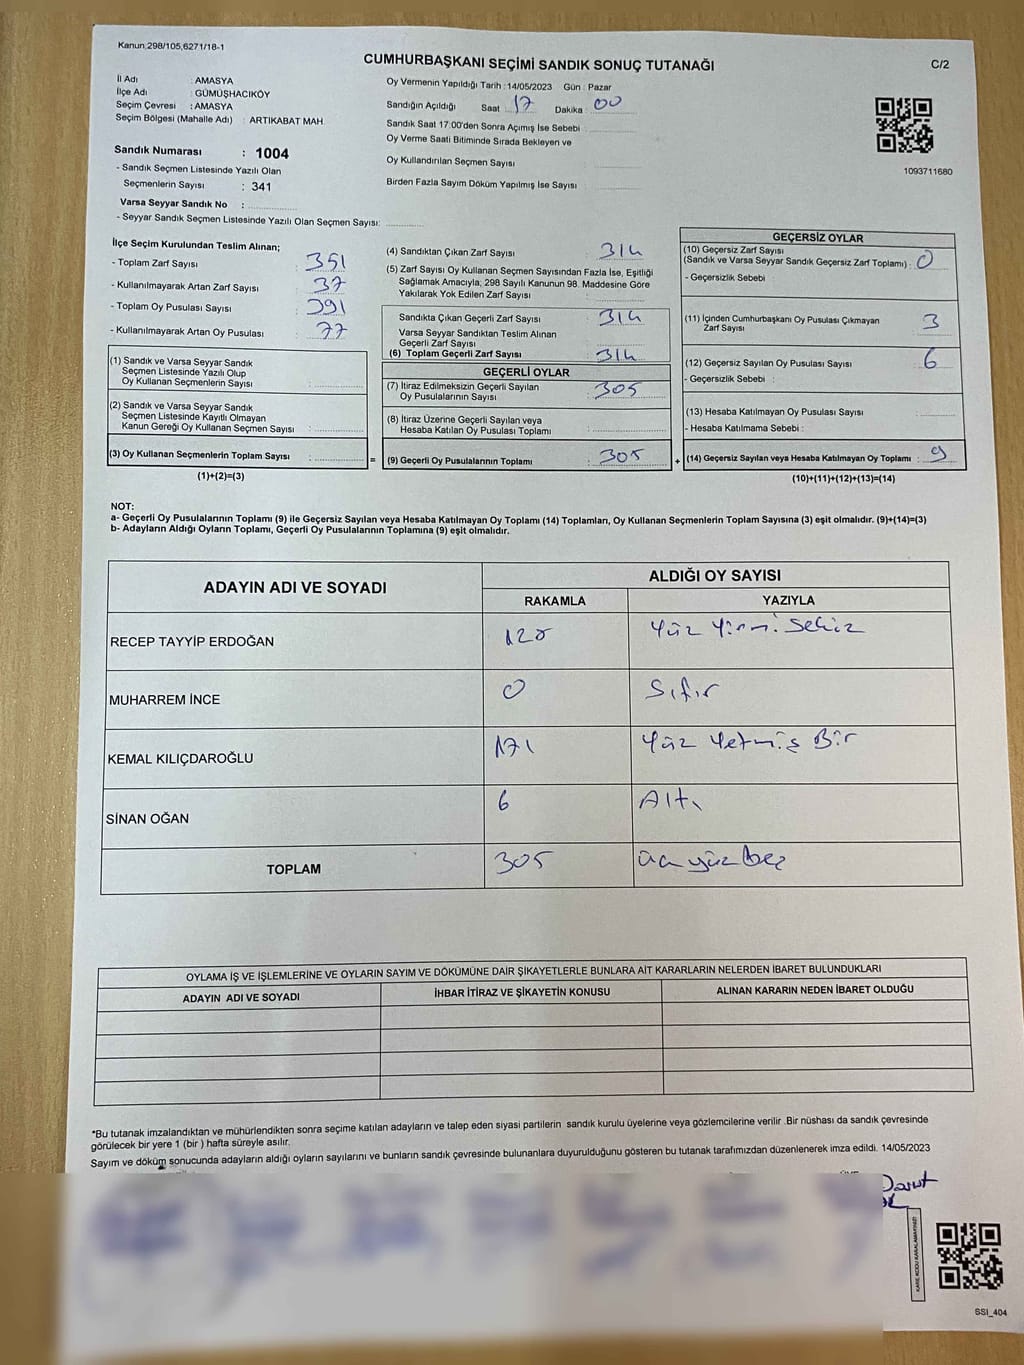 Kanun,298/105,6271/18-1
CUMHURBAŞKANI SEÇİMİ SANDIK SONUÇ TUTANAĞI
C/2
İl Adı : AMASYA
İlçe Adı : GÜMÜŞHACIKÖY
Seçim Çevresi : AMASYA
Seçim Bölgesi (Mahalle Adı) : ARTIKABAT MAH.
Sandık Numarası : 1004
- Sandık Seçmen Listesinde Yazılı Olan
Seçmenlerin Sayısı : 341
Varsa Seyyar Sandık No :
- Seyyar Sandık Seçmen Listesinde Yazılı Olan Seçmen Sayısı:
Oy Vermenin Yapıldığı Tarih : 14/05/2023 Gün : Pazar
Sandığın Açıldığı Saat 17 Dakika : 00
Sandık Saat 17:00'den Sonra Açımış İse Sebebi
Oy Verme Saati Bitiminde Sırada Bekleyen ve
Oy Kullandırılan Seçmen Sayısı :
Birden Fazla Sayım Döküm Yapılmış İse Sayısı :
1093711680
İlçe Seçim Kurulundan Teslim Alınan;
- Toplam Zarf Sayısı : 351
- Kullanılmayarak Artan Zarf Sayısı : 37
- Toplam Oy Pusulası Sayısı : 391
- Kullanılmayarak Artan Oy Pusulası : 77
(1) Sandık ve Varsa Seyyar Sandık
Seçmen Listesinde Yazılı Olup
Oy Kullanan Seçmenlerin Sayısı :
(2) Sandık ve Varsa Seyyar Sandık
Seçmen Listesinde Kayıtlı Olmayan
Kanun Gereği Oy Kullanan Seçmen Sayısı :
(3) Oy Kullanan Seçmenlerin Toplam Sayısı : =
(1)+(2)=(3)
(4) Sandıktan Çıkan Zarf Sayısı : 314
(5) Zarf Sayısı Oy Kullanan Seçmen Sayısından Fazla İse, Eşitliği
Sağlamak Amacıyla; 298 Sayılı Kanunun 98. Maddesine Göre
Yakılarak Yok Edilen Zarf Sayısı :
Sandıkta Çıkan Geçerli Zarf Sayısı : 314
Varsa Seyyar Sandıktan Teslim Alınan
Geçerli Zarf Sayısı :
(6) Toplam Geçerli Zarf Sayısı : 314
GEÇERLİ OYLAR
(7) İtiraz Edilmeksizin Geçerli Sayılan
Oy Pusulalarının Sayısı : 305
(8) İtiraz Üzerine Geçerli Sayılan veya
Hesaba Katılan Oy Pusulası Toplamı :
(9) Geçerli Oy Pusulalarının Toplamı : 305 +
GEÇERSİZ OYLAR
(10) Geçersiz Zarf Sayısı
(Sandık ve Varsa Seyyar Sandık Geçersiz Zarf Toplamı) : 0
- Geçersizlik Sebebi :
(11) İçinden Cumhurbaşkanı Oy Pusulası Çıkmayan
Zarf Sayısı : 3
(12) Geçersiz Sayılan Oy Pusulası Sayısı : 6
- Geçersizlik Sebebi :
(13) Hesaba Katılmayan Oy Pusulası Sayısı :
- Hesaba Katılmama Sebebi :
(14) Geçersiz Sayılan veya Hesaba Katılmayan Oy Toplamı : 9
(10)+(11)+(12)+(13)=(14)
NOT:
a- Geçerli Oy Pusulalarının Toplamı (9) ile Geçersiz Sayılan veya Hesaba Katılmayan Oy Toplamı (14) Toplamları, Oy Kullanan Seçmenlerin Toplam Sayısına (3) eşit olmalıdır. (9)+(14)=(3)
b- Adayların Aldığı Oyların Toplamı, Geçerli Oy Pusulalarının Toplamına (9) eşit olmalıdır.
ADAYIN ADI VE SOYADI ALDIĞI OY SAYISI
RAKAMLA YAZIYLA
RECEP TAYYİP ERDOĞAN 128 Yüz Yirmi Sekiz
MUHARREM İNCE 0 Sıfır
KEMAL KILIÇDAROĞLU 171 Yüz Yetmiş Bir
SİNAN OĞAN 6 Altı
TOPLAM 305 üç yüz beş
OYLAMA İŞ VE İŞLEMLERİNE VE OYLARIN SAYIM VE DÖKÜMÜNE DAİR ŞİKAYETLERLE BUNLARA AİT KARARLARIN NELERDEN İBARET BULUNDUKLARI
ADAYIN ADI VE SOYADI İHBAR İTİRAZ VE ŞİKAYETİN KONUSU ALINAN KARARIN NEDEN İBARET OLDUĞU
*Bu tutanak imzalandıktan ve mühürlendikten sonra seçime katılan adayların ve talep eden siyasi partilerin sandık kurulu üyelerine veya gözlemcilerine verilir .Bir nüshası da sandık çevresinde
görülecek bir yere 1 (bir ) hafta süreyle asılır.
Sayım ve döküm sonucunda adayların aldığı oyların sayılarını ve bunların sandık çevresinde bulunanlara duyurulduğunu gösteren bu tutanak tarafımızdan düzenlenerek imza edildi. 14/05/2023
KARE KODU KARALAMAYINIZ!
SSI_404